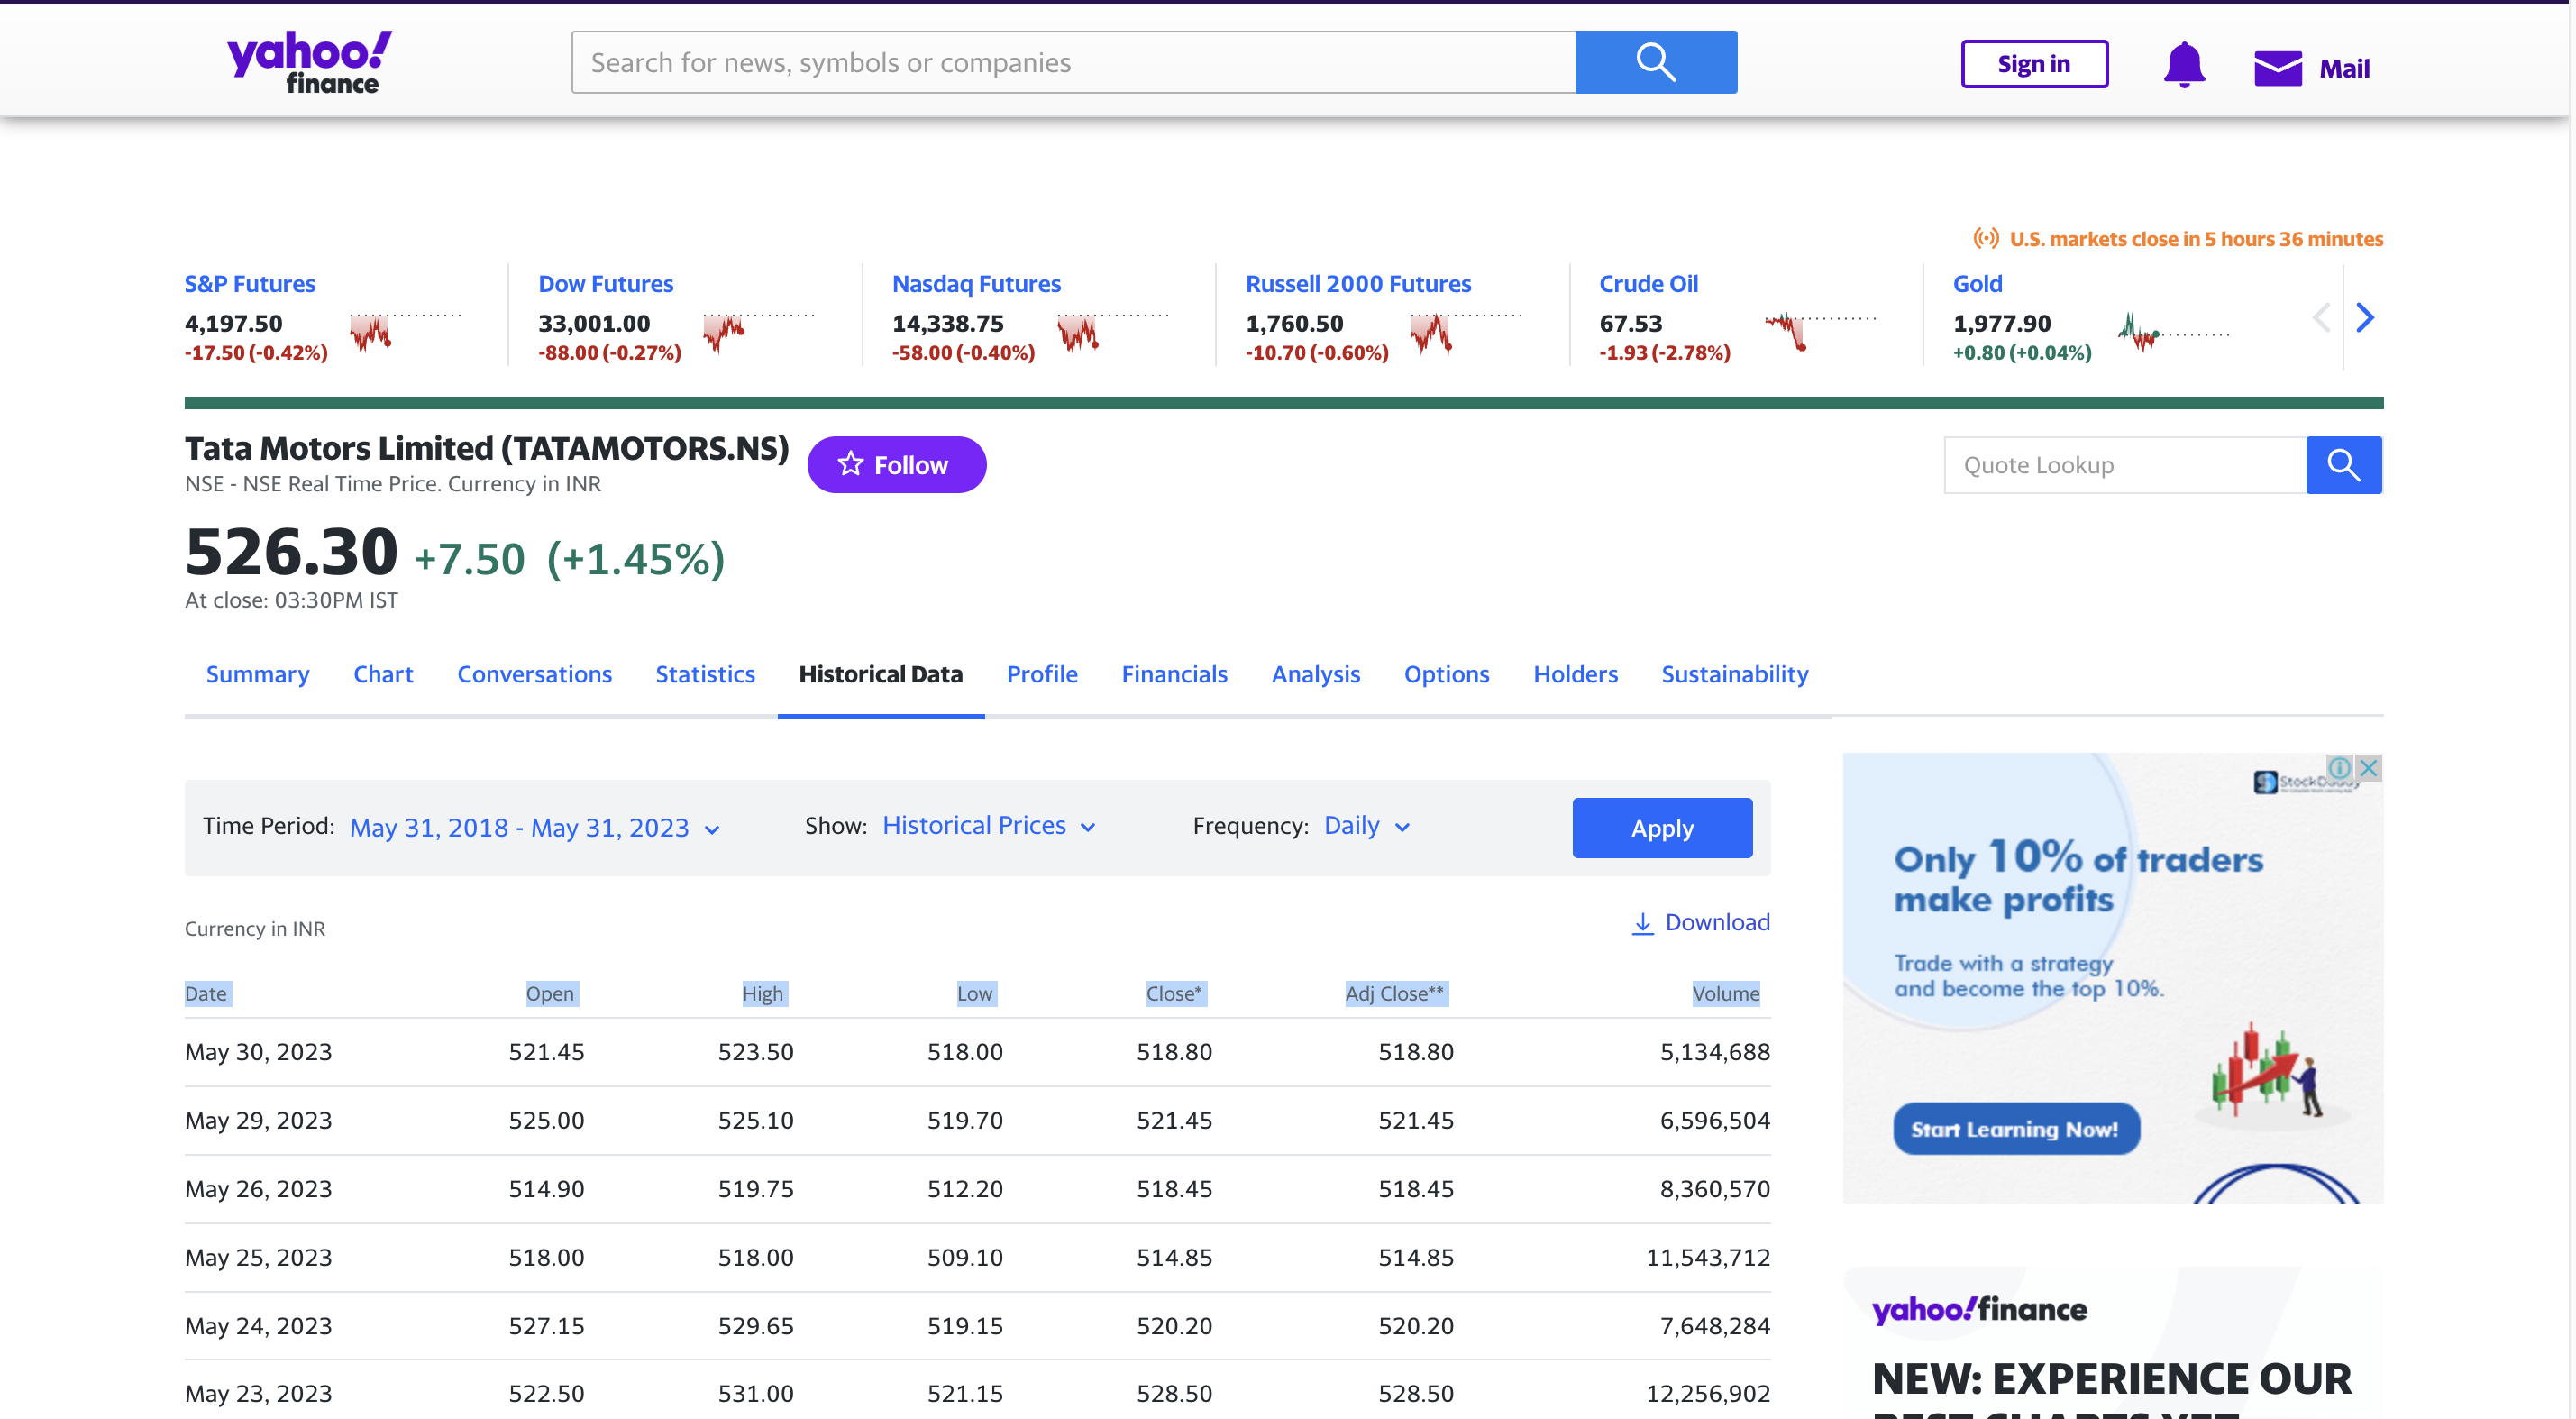 yahoo!
finance
Search for news, symbols or companies
Sign in
Mail
U.S. markets close in 5 hours 36 minutes
S&P Futures
4,197.50
-17.50 (-0.42%)
Dow Futures
33,001.00
-88.00 (-0.27%)
Nasdaq Futures
14,338.75
-58.00 (-0.40%)
Russell 2000 Futures
1,760.50
-10.70 (-0.60%)
Crude Oil
67.53
-1.93 (-2.78%)
Gold
1,977.90
+0.80 (+0.04%)
Tata Motors Limited (TATAMOTORS.NS)
Follow
NSE - NSE Real Time Price. Currency in INR
Quote Lookup
526.30 +7.50 (+1.45%)
At close: 03:30PM IST
Summary Chart Conversations Statistics Historical Data Profile Financials Analysis Options Holders Sustainability
Time Period: May 31, 2018 - May 31, 2023 Show: Historical Prices Frequency: Daily Apply
Currency in INR Download
Date Open High Low Close* Adj Close** Volume
May 30, 2023 521.45 523.50 518.00 518.80 518.80 5,134,688
May 29, 2023 525.00 525.10 519.70 521.45 521.45 6,596,504
May 26, 2023 514.90 519.75 512.20 518.45 518.45 8,360,570
May 25, 2023 518.00 518.00 509.10 514.85 514.85 11,543,712
May 24, 2023 527.15 529.65 519.15 520.20 520.20 7,648,284
May 23, 2023 522.50 531.00 521.15 528.50 528.50 12,256,902
StockDaddy
Only 10% of traders
make profits
Trade with a strategy
and become the top 10%.
Start Learning Now!
yahoo!finance
NEW: EXPERIENCE OUR